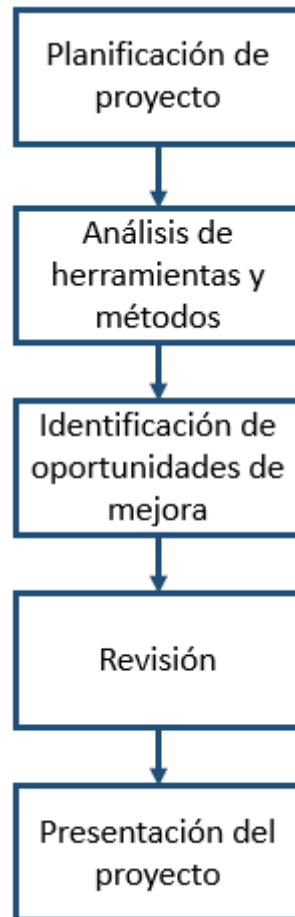 Planificación de
proyecto
Análisis de
herramientas y
métodos
Identificación de
oportunidades de
mejora
Revisión
Presentación del
proyecto